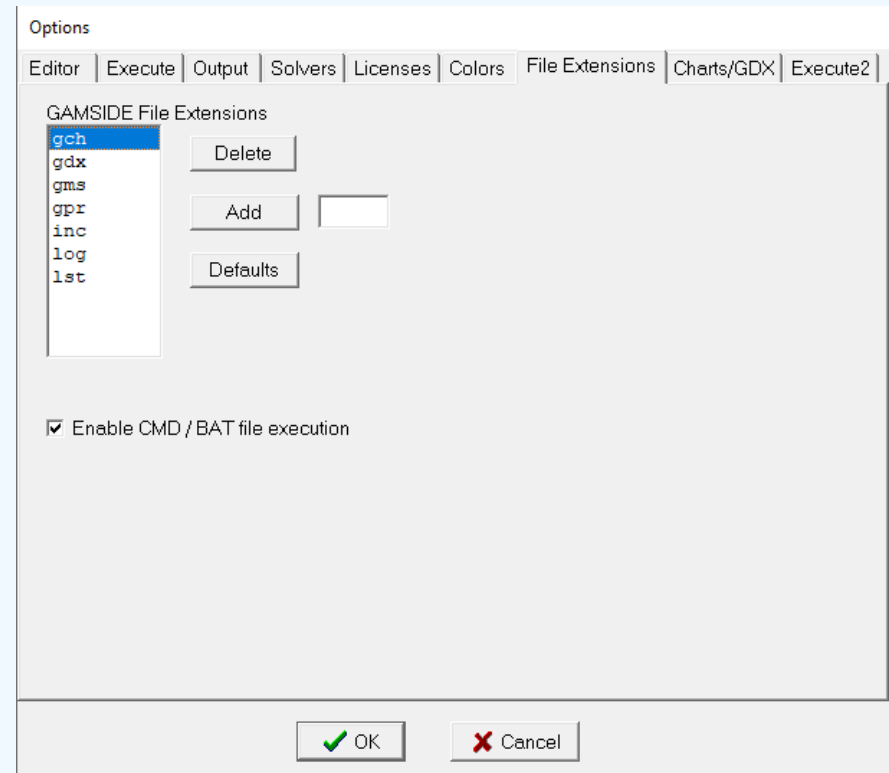 Options
Editor Execute Output Solvers Licenses Colors File Extensions Charts/GDX Execute2
GAMSIDE File Extensions
gch
gdx
gms
gpr
inc
log
lst
Delete
Add
Defaults
Enable CMD / BAT file execution
OK Cancel